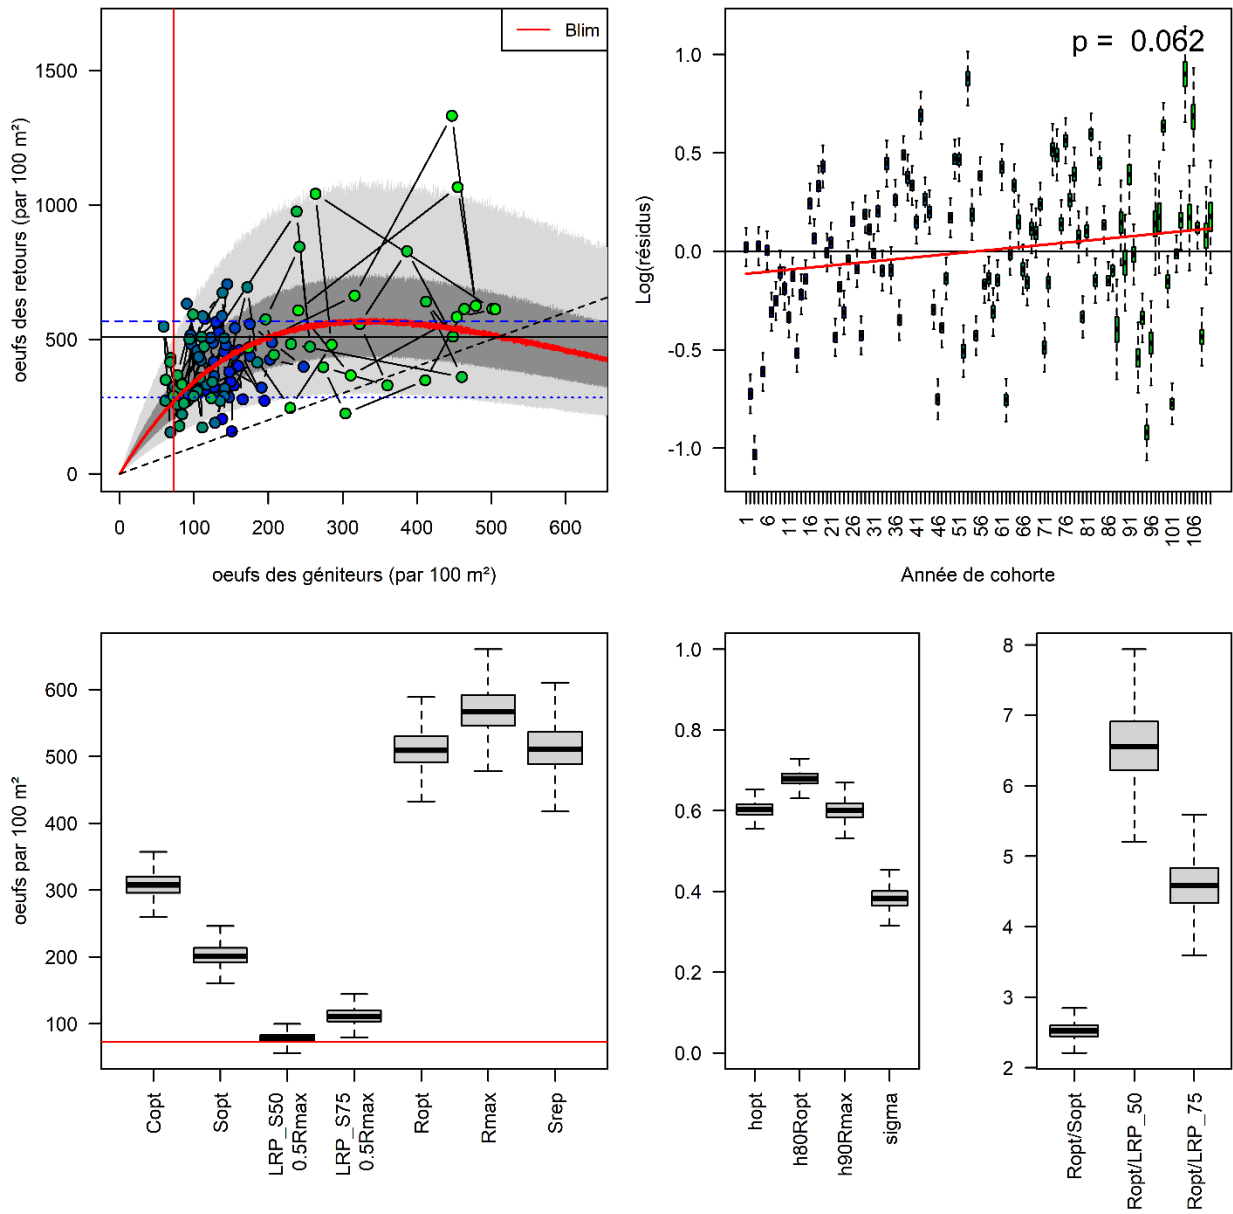 Blim
1500
1000
500
0
oeufs des retours (par 100 m²)
0 100 200 300 400 500 600
oeufs des géniteurs (par 100 m²)
p = 0.062
1.0
0.5
0.0
-0.5
-1.0
Log(résidus)
1 6 11 16 21 26 31 36 41 46 51 56 61 66 71 76 81 86 91 96 101 106
Année de cohorte
600
500
400
300
200
100
oeufs par 100 m²
Copt
Sopt
LRP_S50
0.5Rmax
LRP_S75
0.5Rmax
Ropt
Rmax
Srep
1.0
0.8
0.6
0.4
0.2
0.0
hopt
h80Ropt
h90Rmax
sigma
8
7
6
5
4
3
2
Ropt/Sopt
Ropt/LRP_50
Ropt/LRP_75